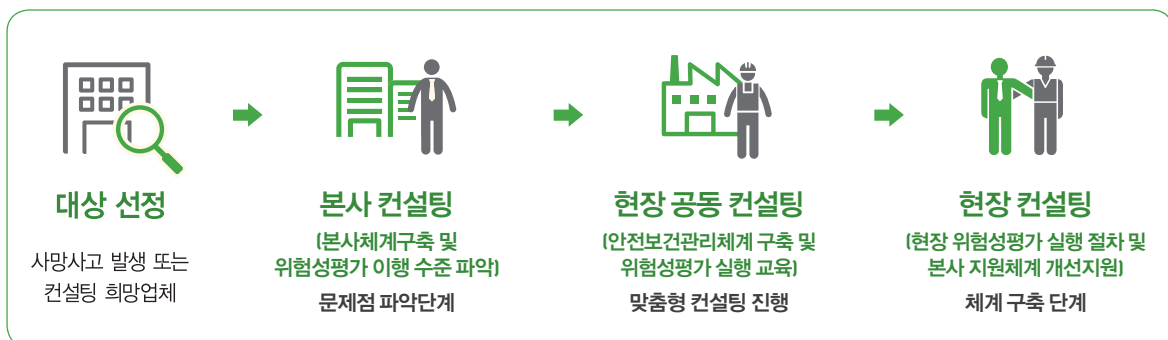 대상 선정
사망사고 발생 또는
컨설팅 희망업체
본사 컨설팅
(본사체계구축 및
위험성평가 이행 수준 파악)
문제점 파악단계
현장 공동 컨설팅
(안전보건관리체계 구축 및
위험성평가 실행 교육)
맞춤형 컨설팅 진행
현장 컨설팅
(현장 위험성평가 실행 절차 및
본사 지원체계 개선지원)
체계 구축 단계